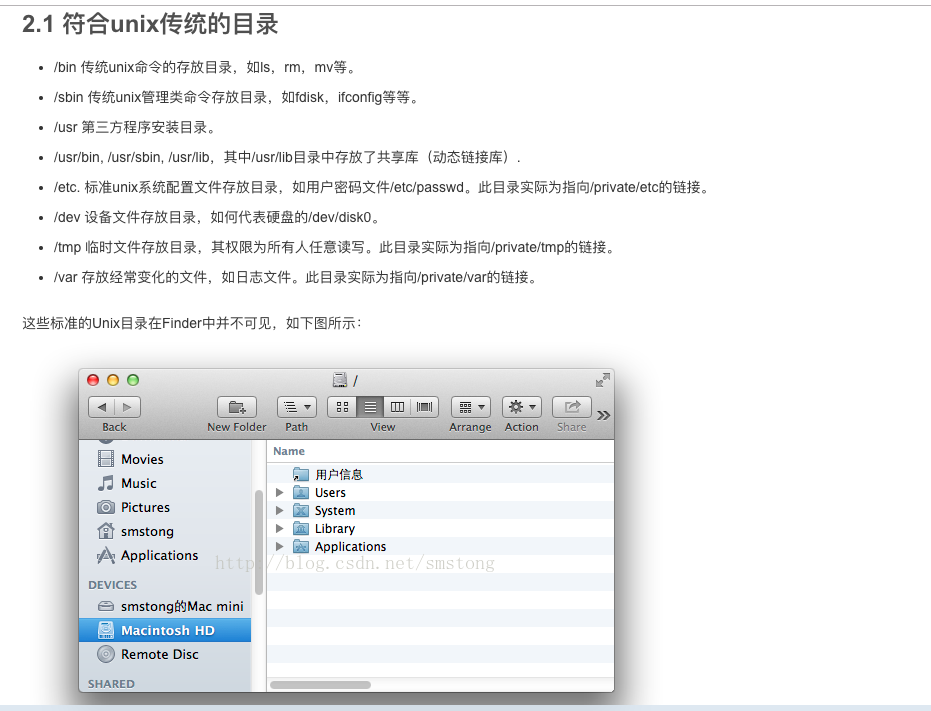 2.1 符合unix传统的目录
• /bin 传统unix命令的存放目录，如ls，rm，mv等。
• /sbin 传统unix管理类命令存放目录，如fdisk，ifconfig等等。
• /usr 第三方程序安装目录。
• /usr/bin, /usr/sbin, /usr/lib，其中/usr/lib目录中存放了共享库（动态链接库）.
• /etc. 标准unix系统配置文件存放目录，如用户密码文件/etc/passwd。此目录实际为指向/private/etc的链接。
• /dev 设备文件存放目录，如何代表硬盘的/dev/disk0。
• /tmp 临时文件存放目录，其权限为所有人任意读写。此目录实际为指向/private/tmp的链接。
• /var 存放经常变化的文件，如日志文件。此目录实际为指向/private/var的链接。
这些标准的Unix目录在Finder中并不可见，如下图所示：
/
Back New Folder Path View Arrange Action Share
Movies
Music
Pictures
smstong
Applications
DEVICES
smstong的Mac mini
Macintosh HD
Remote Disc
SHARED
Name
用户信息
Users
System
Library
Applications
http://blog.csdn.net/smstong